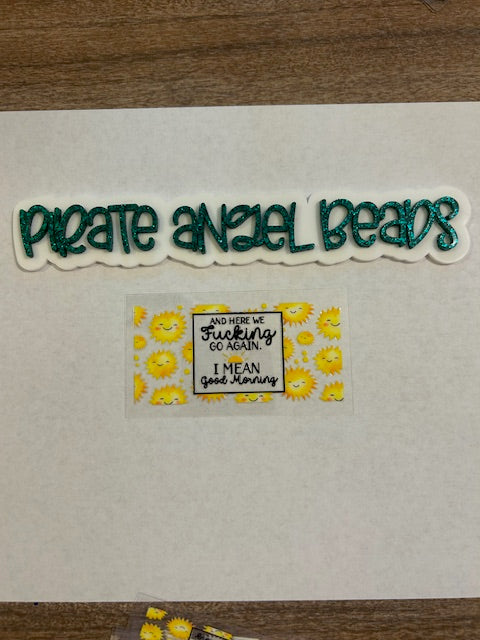 PIRATE ANGEL BEADS
AND HERE WE
Fucking
GO AGAIN.
I MEAN
Good Morning